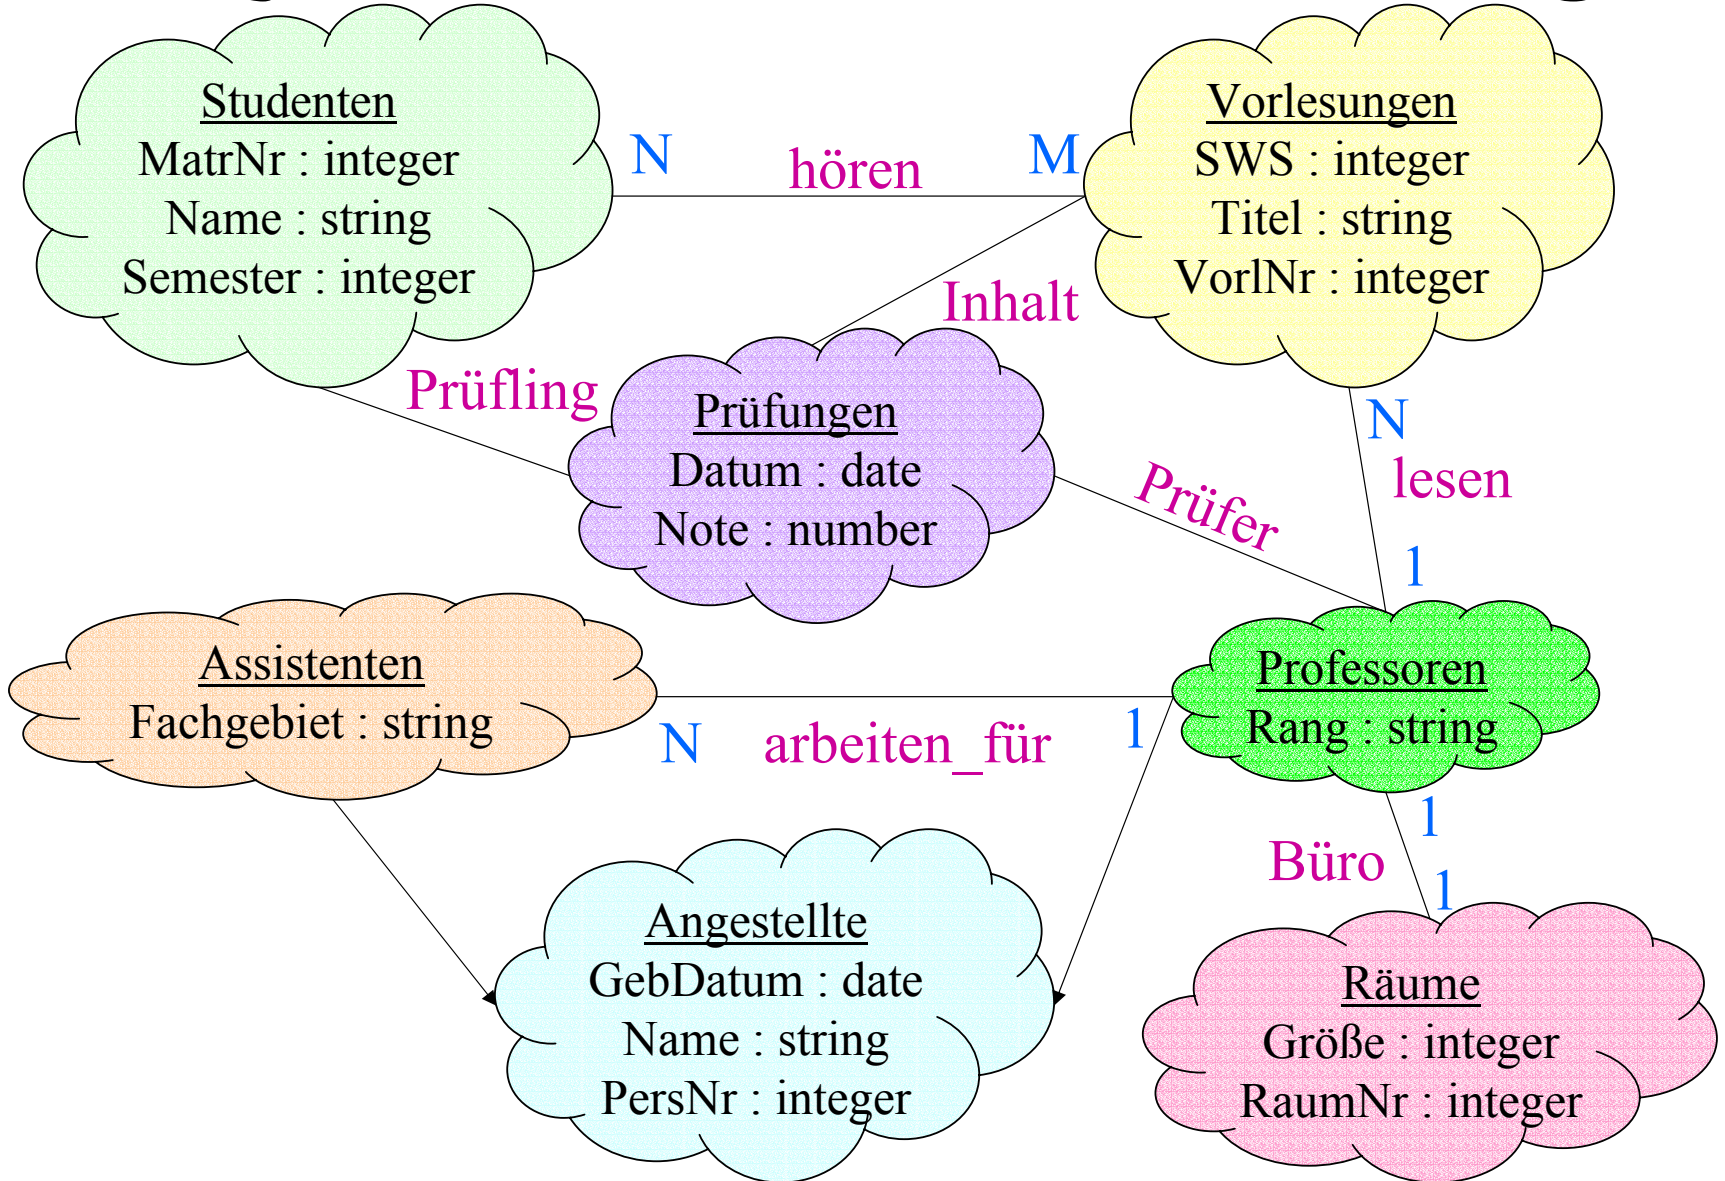 Studenten
MatrNr : integer
Name : string
Semester : integer
N
hören
M
Vorlesungen
SWS : integer
Titel : string
VorlNr : integer
Inhalt
Prüfling
Prüfungen
Datum : date
Note : number
Prüfer
N
lesen
1
Assistenten
Fachgebiet : string
N
arbeiten_für
1
Professoren
Rang : string
1
Büro
1
Angestellte
GebDatum : date
Name : string
PersNr : integer
Räume
Größe : integer
RaumNr : integer